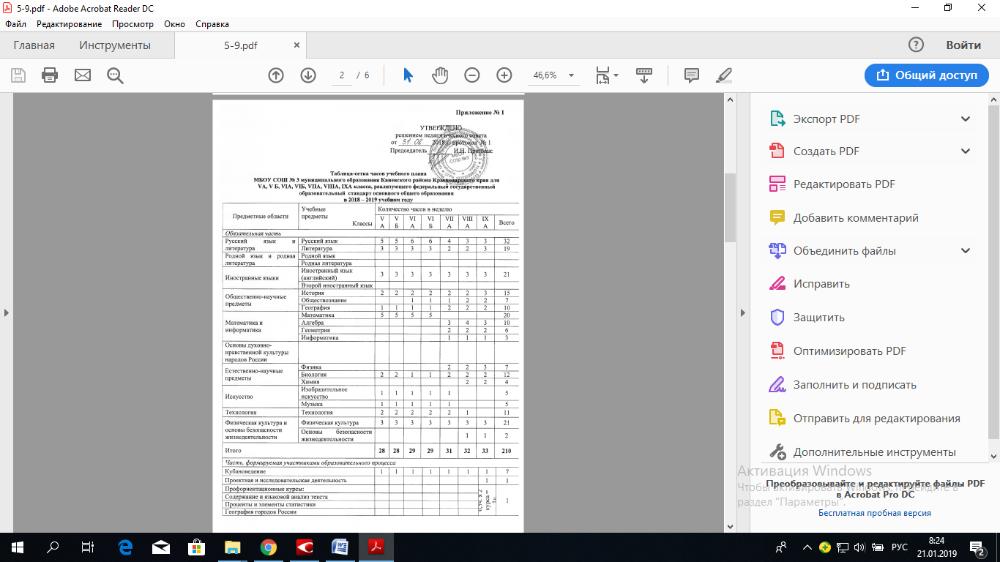 5-9.pdf - Adobe Acrobat Reader DC
Файл Редактирование Просмотр Окно Справка
Главная Инструменты 5-9.pdf × Войти
2 / 6 46,6% Общий доступ
Приложение № 1
УТВЕРЖДЕНО
решением педагогического совета
от 31.08 2018 г. протокол № 1
Председатель И.Н.
МБОУ СОШ №3
Таблица-сетка часов учебного плана
МБОУ СОШ № 3 муниципального образования Каневского района Краснодарского края для
VА, V Б, VIА, VIБ, VIIА, VIIIА, IXА класса, реализующего федеральный государственный
образовательный стандарт основного общего образования
в 2018 – 2019 учебном году
Предметные области Учебные предметы Классы Количество часов в неделю
V А V Б VI А VI Б VII А VIII А IX А Всего
Обязательная часть
Русский язык и литература Русский язык 5 5 6 6 4 3 3 32
Литература 3 3 3 3 2 2 3 19
Родной язык и родная литература Родной язык
Родная литература
Иностранные языки Иностранный язык (английский) 3 3 3 3 3 3 3 21
Второй иностранный язык
Общественно-научные предметы История 2 2 2 2 2 2 3 15
Обществознание 1 1 1 2 2 7
География 1 1 1 1 2 2 2 10
Математика и информатика Математика 5 5 5 5 20
Алгебра 3 4 3 10
Геометрия 2 2 2 6
Информатика 1 1 1 3
Основы духовно-нравственной культуры народов России
Естественно-научные предметы Физика 2 2 3 7
Биология 2 2 1 1 2 2 2 12
Химия 2 2 4
Искусство Изобразительное искусство 1 1 1 1 1 5
Музыка 1 1 1 1 1 5
Технология Технология 2 2 2 2 2 1 11
Физическая культура и основы безопасности жизнедеятельности Физическая культура 3 3 3 3 3 3 3 21
Основы безопасности жизнедеятельности 1 1 2
Итого 28 28 29 29 31 32 33 210
Часть, формируемая участниками образовательного процесса
Кубановедение 1 1 1 1 1 1 1 7
Проектная и исследовательская деятельность 1 1
Профориентационные курсы: 1
Содержание и языковой анализ текста
Проценты и элементы статистики
География городов России
Экспорт PDF
Создать PDF
Редактировать PDF
Добавить комментарий
Объединить файлы
Исправить
Защитить
Оптимизировать PDF
Заполнить и подписать
Отправить для редактирования
Дополнительные инструменты
Активация Windows
Чтобы активировать Windows, перейдите в
раздел "Параметры".
Преобразовывайте и редактируйте файлы PDF
в Acrobat Pro DC
Бесплатная пробная версия
РУС 8:24
21.01.2019
2